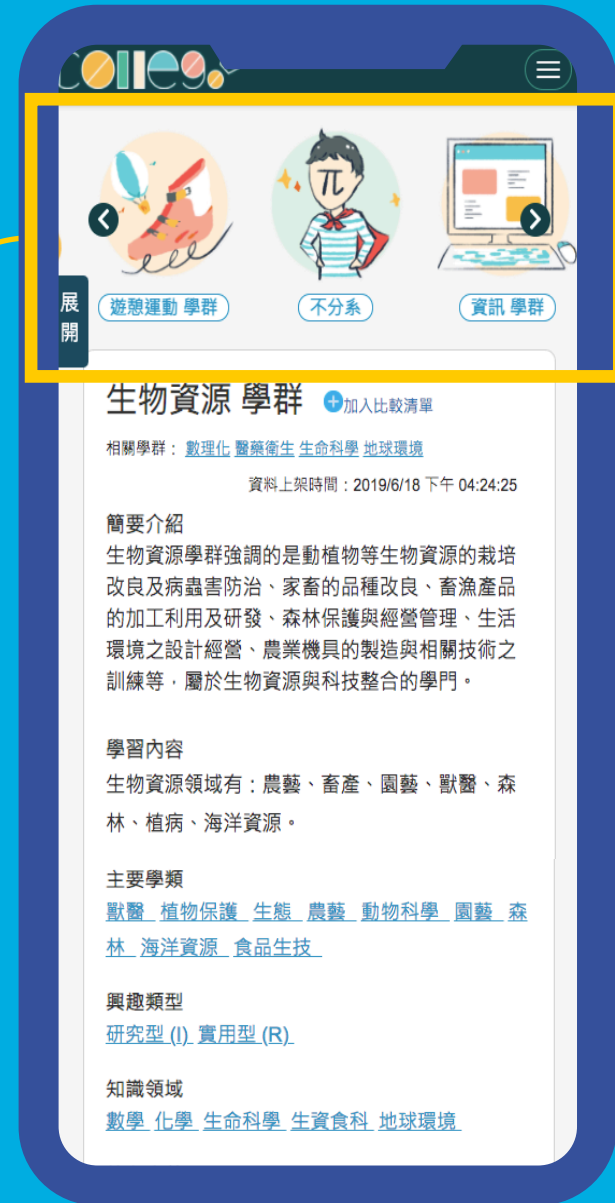 Colleg
π
展
開
遊憩運動 學群 不分系 資訊 學群
生物資源 學群 加入比較清單
相關學群： 數理化 醫藥衛生 生命科學 地球環境
資料上架時間：2019/6/18 下午 04:24:25
簡要介紹
生物資源學群強調的是動植物等生物資源的栽培
改良及病蟲害防治、家畜的品種改良、畜漁產品
的加工利用及研發、森林保護與經營管理、生活
環境之設計經營、農業機具的製造與相關技術之
訓練等，屬於生物資源與科技整合的學門。
學習內容
生物資源領域有：農藝、畜產、園藝、獸醫、森
林、植病、海洋資源。
主要學類
獸醫 植物保護 生態 農藝 動物科學 園藝 森
林 海洋資源 食品生技
興趣類型
研究型 (I) 實用型 (R)
知識領域
數學 化學 生命科學 生資食科 地球環境